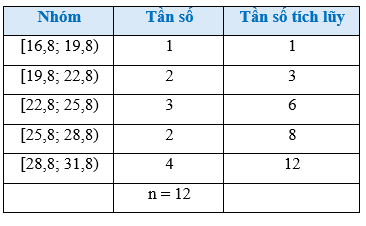 Nhóm Tần số Tần số tích lũy
[16,8; 19,8) 1 1
[19,8; 22,8) 2 3
[22,8; 25,8) 3 6
[25,8; 28,8) 2 8
[28,8; 31,8) 4 12
n = 12